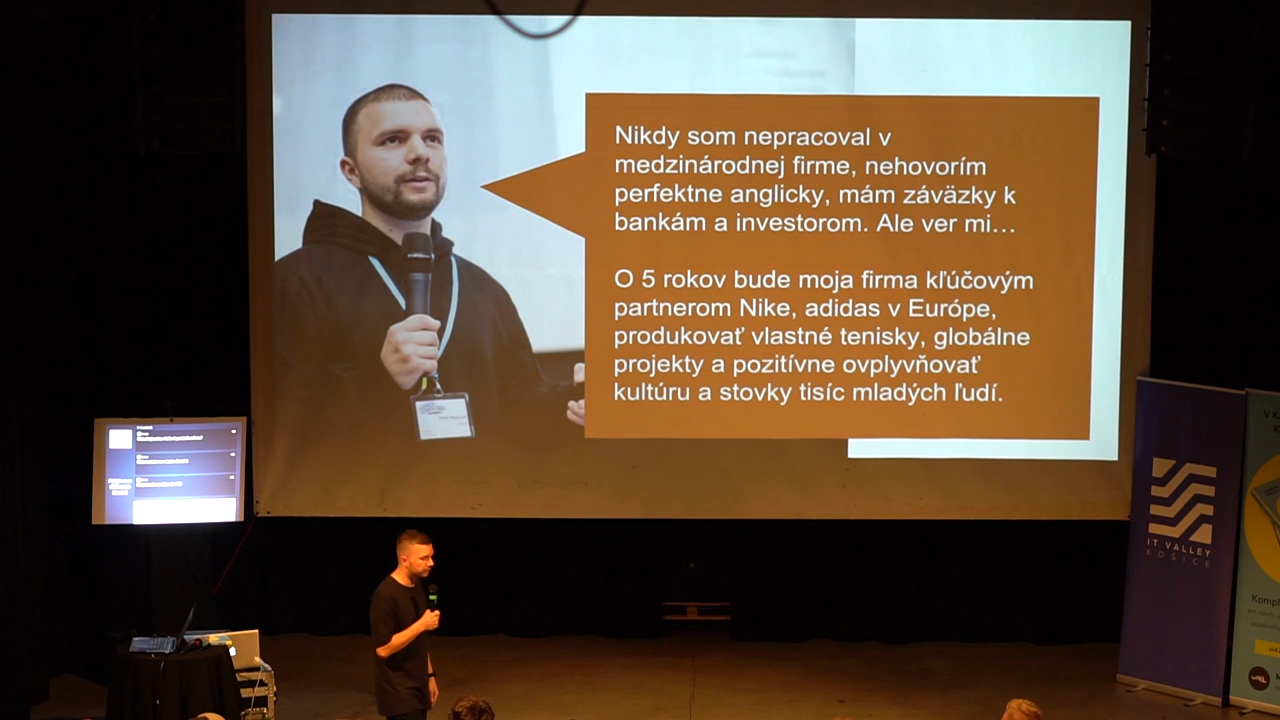 Nikdy som nepracoval v
medzinárodnej firme, nehovorím
perfektne anglicky, mám záväzky k
bankám a investorom. Ale ver mi...
O 5 rokov bude moja firma kľúčovým
partnerom Nike, adidas v Európe,
produkovať vlastné tenisky, globálne
projekty a pozitívne ovplyvňovať
kultúru a stovky tisíc mladých ľudí.
IT VALLEY
KOŠICE